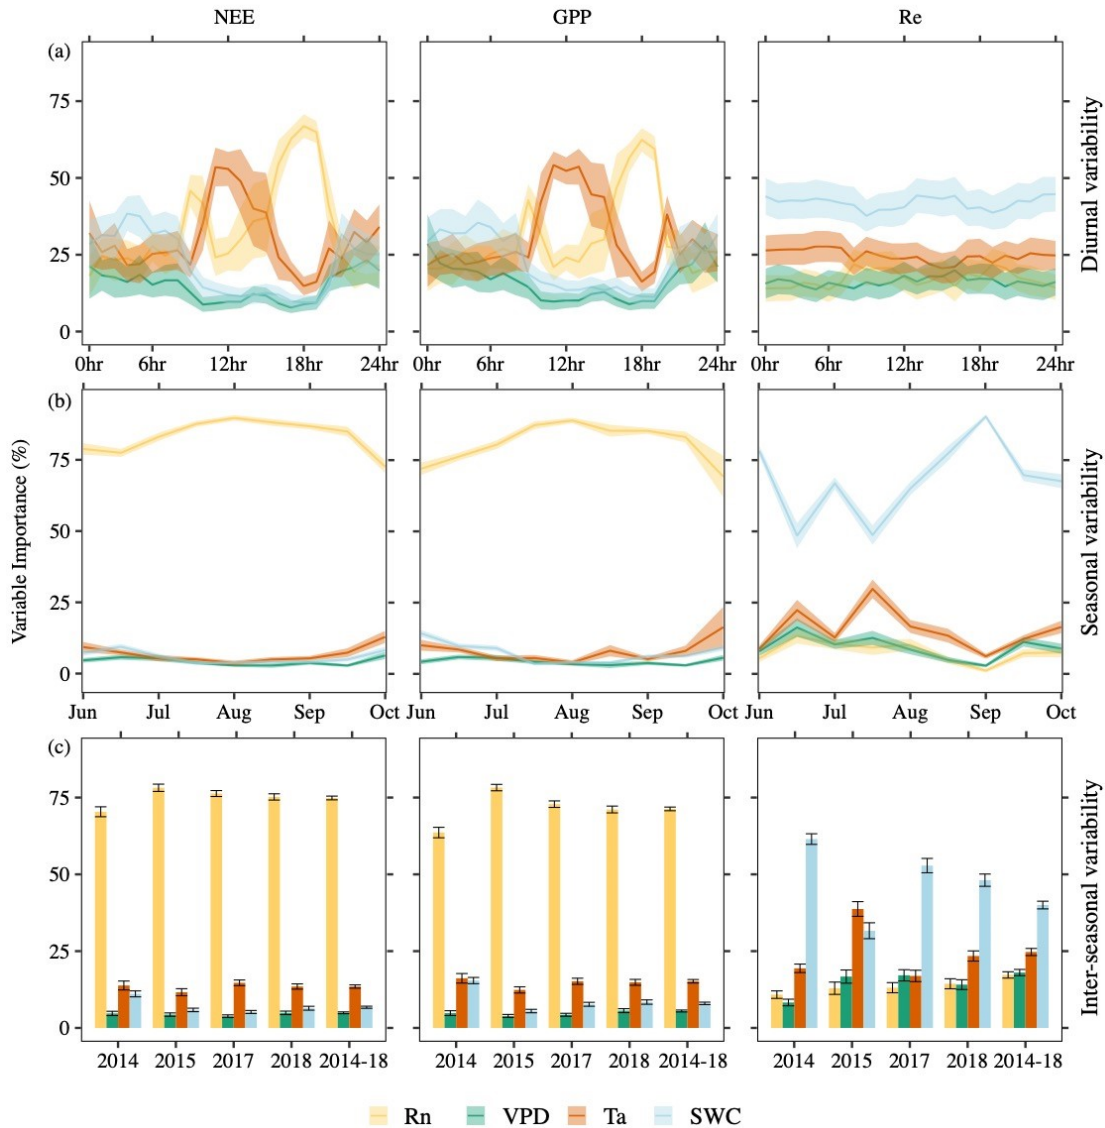 NEE GPP Re
(a)
75
50
25
0
Diurnal variability
0hr 6hr 12hr 18hr 24hr 0hr 6hr 12hr 18hr 24hr 0hr 6hr 12hr 18hr 24hr
(b)
75
50
25
0
Variable Importance (%)
Seasonal variability
Jun Jul Aug Sep Oct Jun Jul Aug Sep Oct Jun Jul Aug Sep Oct
(c)
75
50
25
0
Inter-seasonal variability
2014 2015 2017 2018 2014-18 2014 2015 2017 2018 2014-18 2014 2015 2017 2018 2014-18
Rn VPD Ta SWC